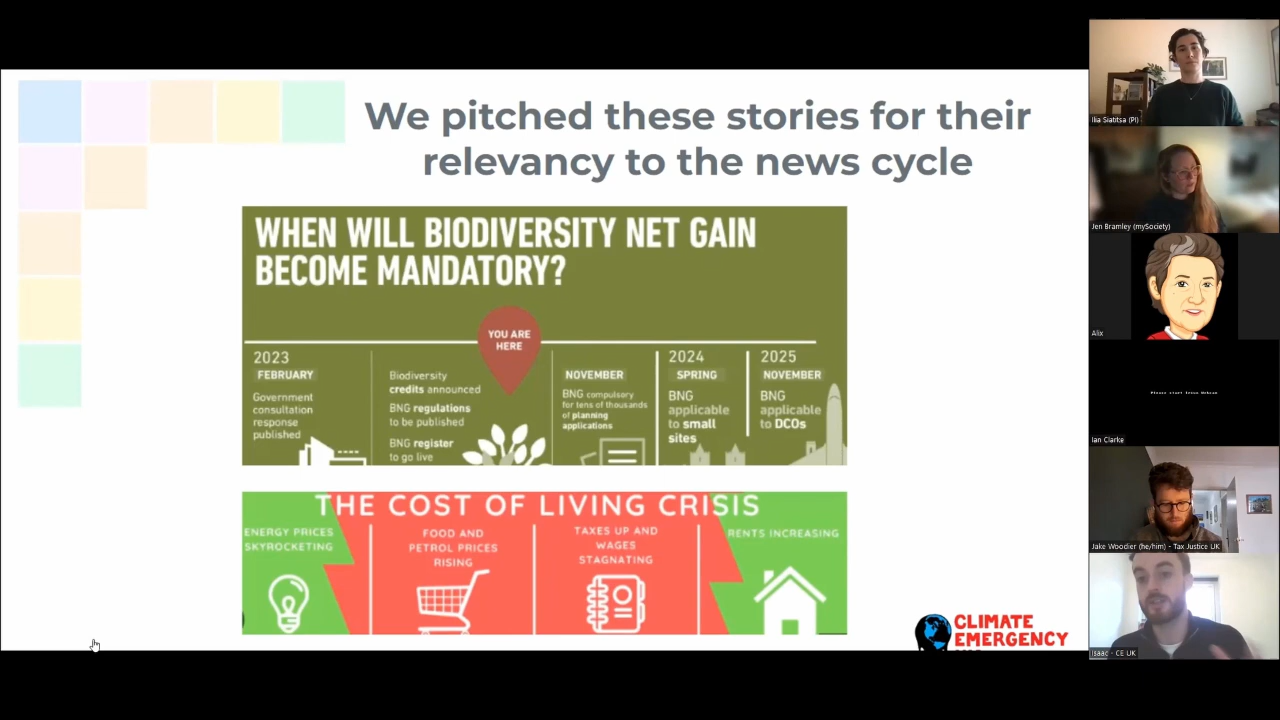 We pitched these stories for their
relevancy to the news cycle
WHEN WILL BIODIVERSITY NET GAIN
BECOME MANDATORY?
YOU ARE
HERE
2023
FEBRUARY
Government
consultation
response
published
Biodiversity
credits announced
BNG regulations
to be published
BNG register
to go live
NOVEMBER
BNG compulsory
for tens of thousands
of planning
applications
2024
SPRING
BNG
applicable
to small
sites
2025
NOVEMBER
BNG
applicable
to DCOs
THE COST OF LIVING CRISIS
ENERGY PRICES
SKYROCKETING
FOOD AND
PETROL PRICES
RISING
TAXES UP AND
WAGES
STAGNATING
RENTS INCREASING
CLIMATE
EMERGENCY
Ilia Siatitsa (PI)
Jen Bramley (mySociety)
Alix
Ian Clarke
Jake Woodier (he/him) - Tax Justice UK
Isaac - CE UK